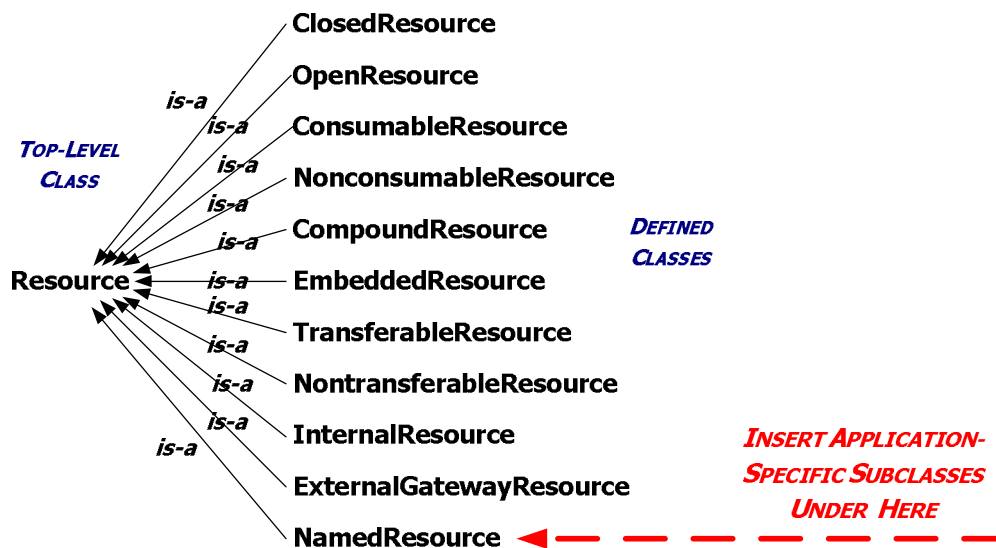 ClosedResource
OpenResource
is-a
is-a
ConsumableResource
TOP-LEVEL
CLASS
is-a
NonconsumableResource
is-a
CompoundResource
DEFINED
CLASSES
is-a
Resource
is-a
EmbeddedResource
is-a
TransferableResource
is-a
NontransferableResource
is-a
is-a
InternalResource
is-a
INSERT APPLICATION-
SPECIFIC SUBCLASSES
UNDER HERE
ExternalGatewayResource
NamedResource